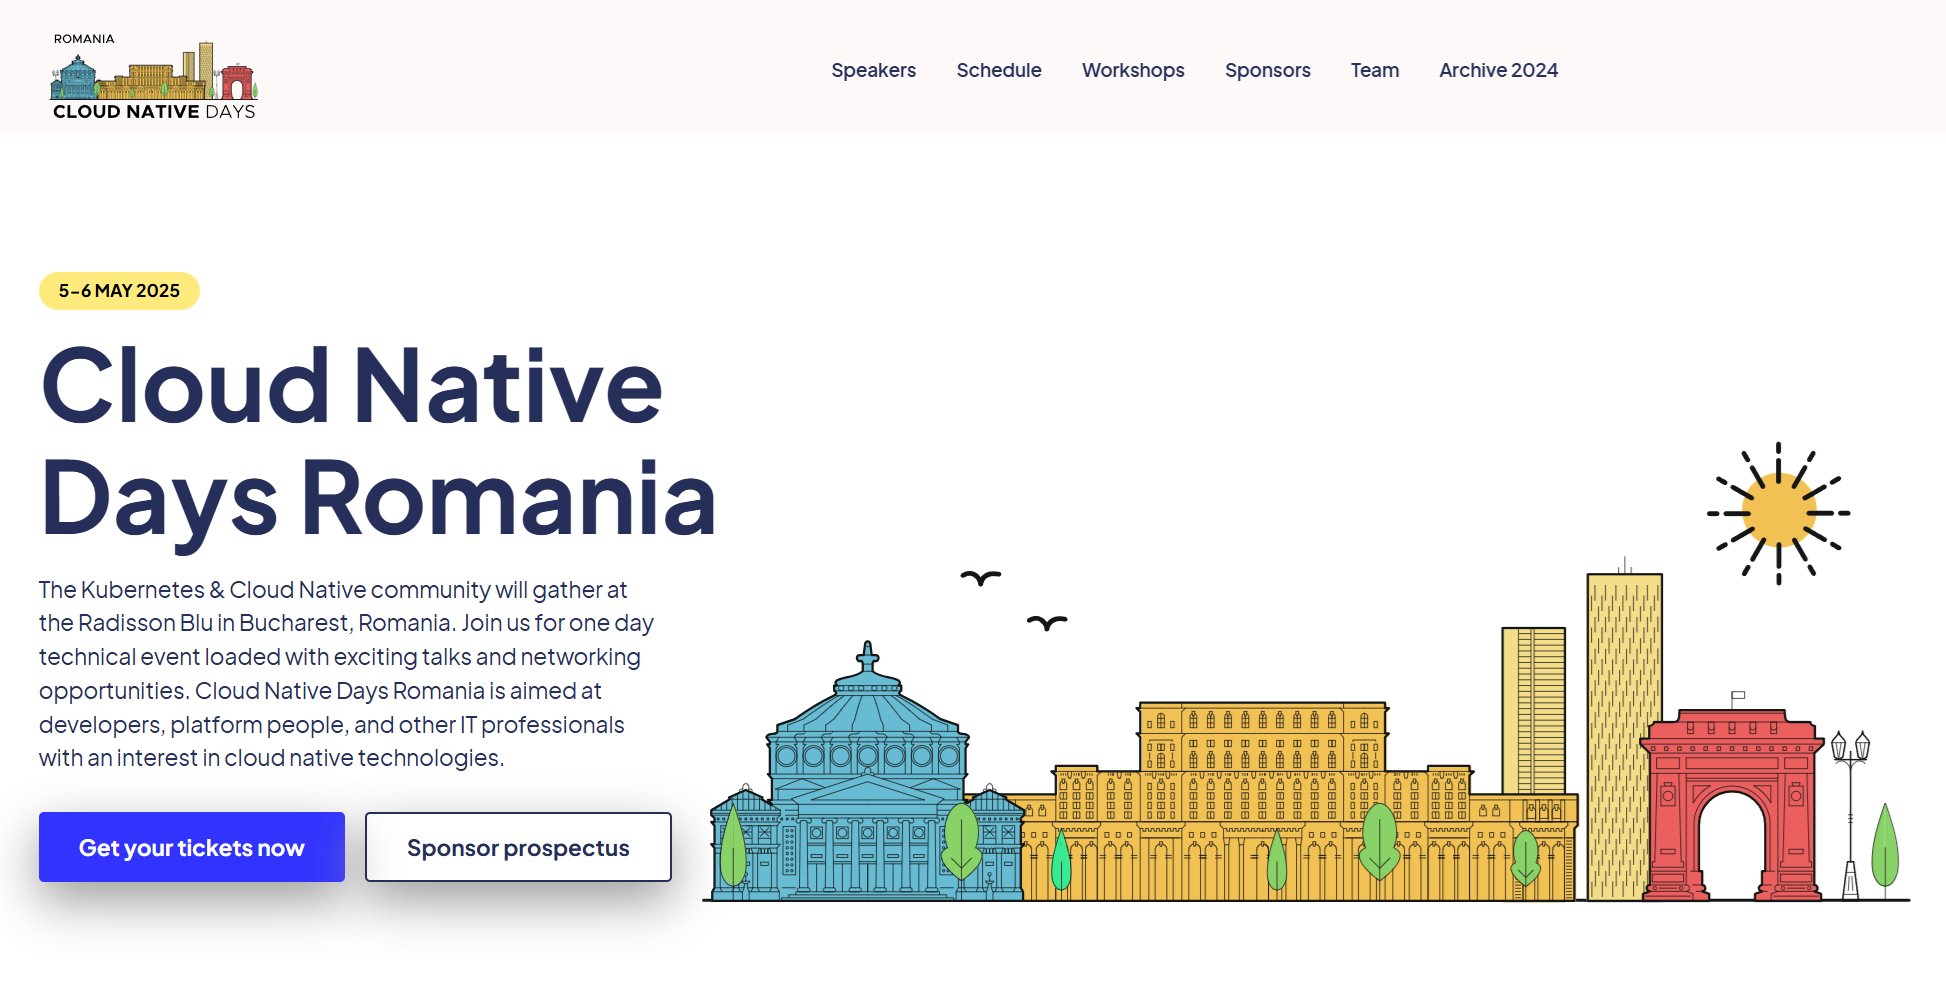 ROMANIA
CLOUD NATIVE DAYS
Speakers
Schedule
Workshops
Sponsors
Team
Archive 2024
5-6 MAY 2025
Cloud Native
Days Romania
The Kubernetes & Cloud Native community will gather at
the Radisson Blu in Bucharest, Romania. Join us for one day
technical event loaded with exciting talks and networking
opportunities. Cloud Native Days Romania is aimed at
developers, platform people, and other IT professionals
with an interest in cloud native technologies.
Get your tickets now
Sponsor prospectus